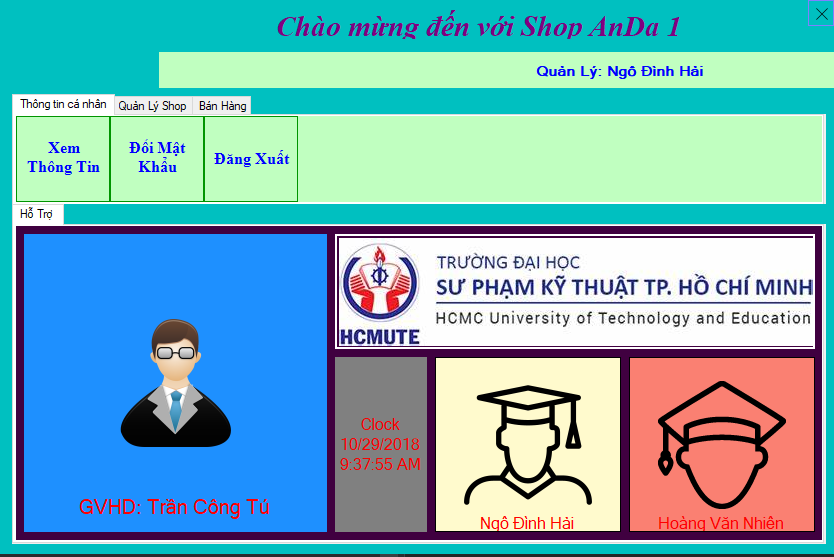 Chào mừng đến với Shop AnDa 1
Quản Lý: Ngô Đình Hải
Thông tin cá nhân
Quản Lý Shop
Bán Hàng
Xem
Thông Tin
Đổi Mật
Khẩu
Đăng Xuất
Hỗ Trợ
GVHD: Trần Công Tú
HCMUTE
TRƯỜNG ĐẠI HỌC
SƯ PHẠM KỸ THUẬT TP. HỒ CHÍ MINH
HCMC University of Technology and Education
Clock
10/29/2018
9:37:55 AM
Ngô Đình Hải
Hoàng Văn Nhiên